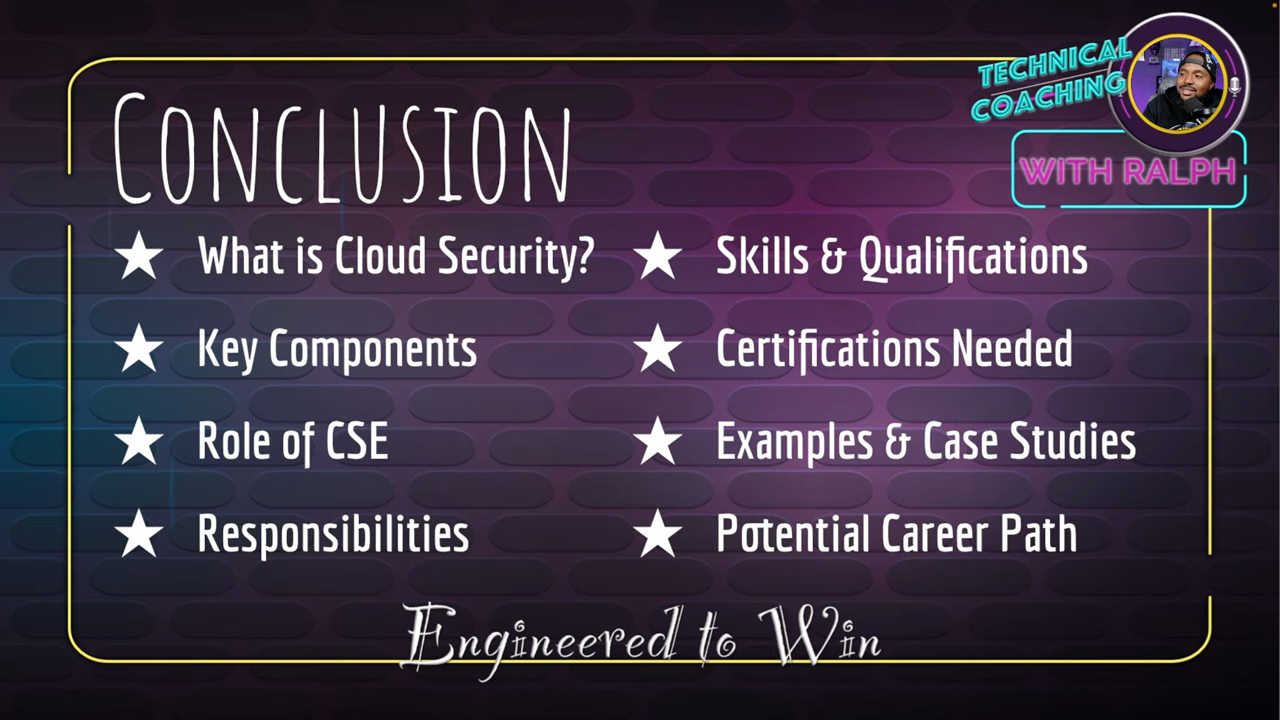 TECHNICAL
COACHING
WITH RALPH
CONCLUSION
★ What is Cloud Security?
★ Key Components
★ Role of CSE
★ Responsibilities
★ Skills & Qualifications
★ Certifications Needed
★ Examples & Case Studies
★ Potential Career Path
Engineered to Win